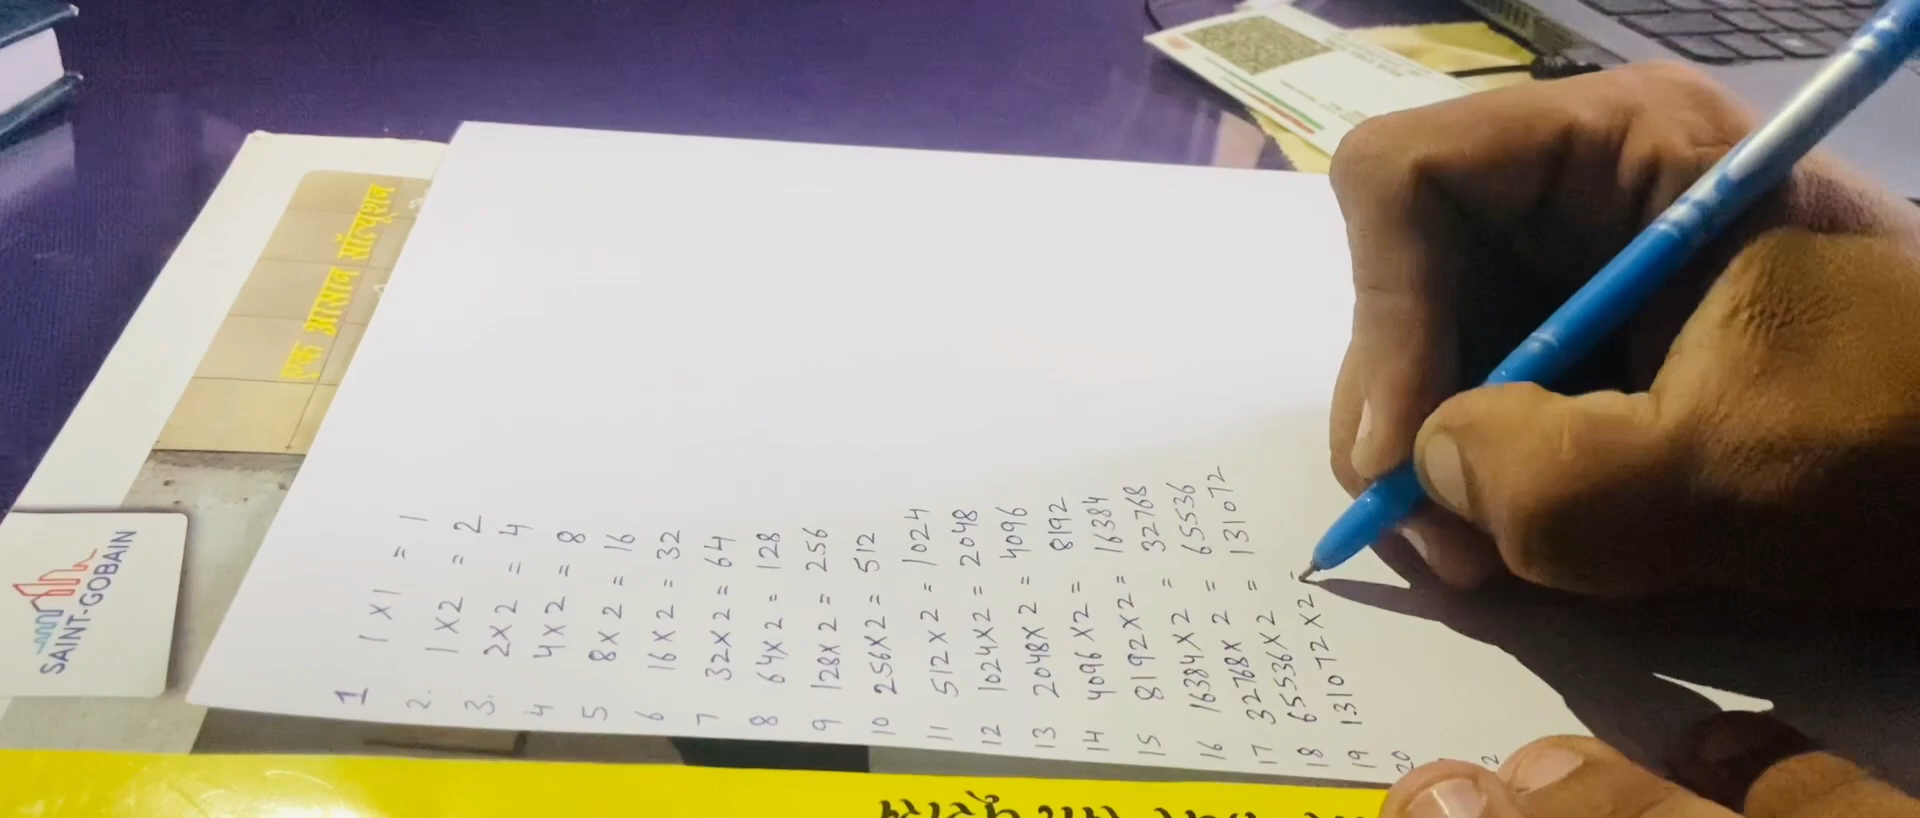 SAINT-GOBAIN
एक आसान सॉल्यूशन
1 1 X 1 = 1
2. 1 X 2 = 2
3. 2 X 2 = 4
4 4 X 2 = 8
5 8 X 2 = 16
6 16 X 2 = 32
7 32 X 2 = 64
8 64 X 2 = 128
9 128 X 2 = 256
10 256 X 2 = 512
11 512 X 2 = 1024
12 1024 X 2 = 2048
13 2048 X 2 = 4096
14 4096 X 2 = 8192
15 8192 X 2 = 16384
16 16384 X 2 = 32768
17 32768 X 2 = 65536
18 65536 X 2 = 131072
19 131072 X 2 =
20